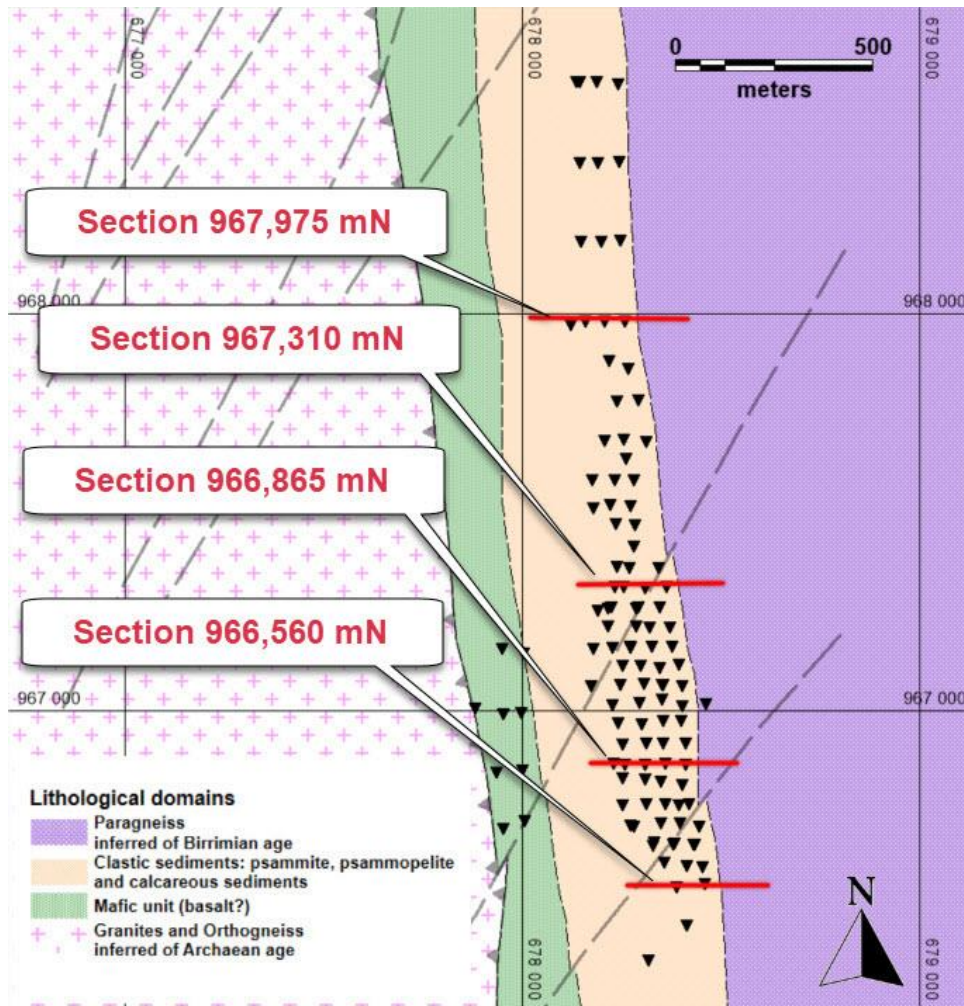 677 000
678 000
679 000
0 500
meters
Section 967,975 mN
968 000
968 000
Section 967,310 mN
Section 966,865 mN
Section 966,560 mN
967 000
967 000
Lithological domains
Paragneiss
inferred of Birrimian age
Clastic sediments: psammite, psammopelite
and calcareous sediments
Mafic unit (basalt?)
Granites and Orthogneiss
inferred of Archaean age
N
678 000
679 000